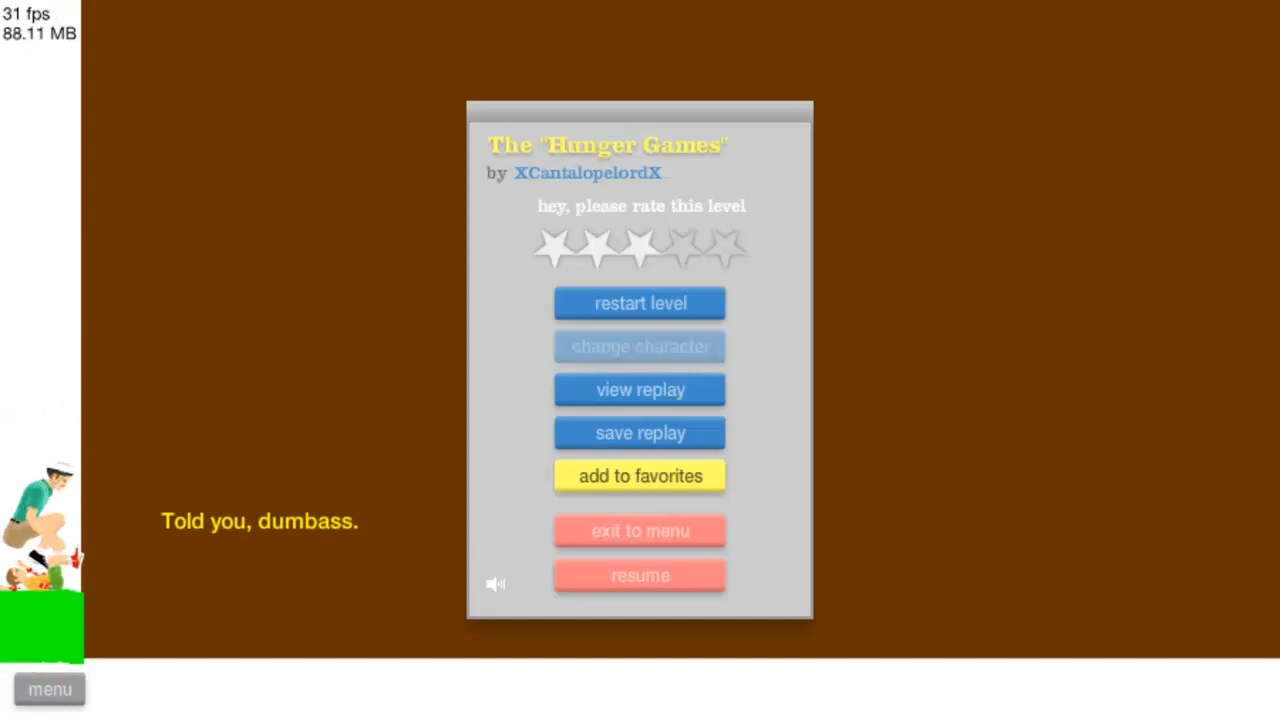 31 fps
88.11 MB
The "Hunger Games"
by XCantalopelordX
hey, please rate this level
restart level
change character
view replay
save replay
add to favorites
Told you, dumbass.
exit to menu
resume
menu